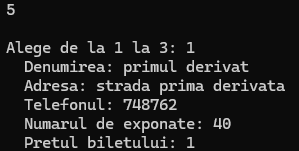 5
Alege de la 1 la 3: 1
Denumirea: primul derivat
Adresa: strada prima derivata
Telefonul: 748762
Numarul de exponate: 40
Pretul biletului: 1